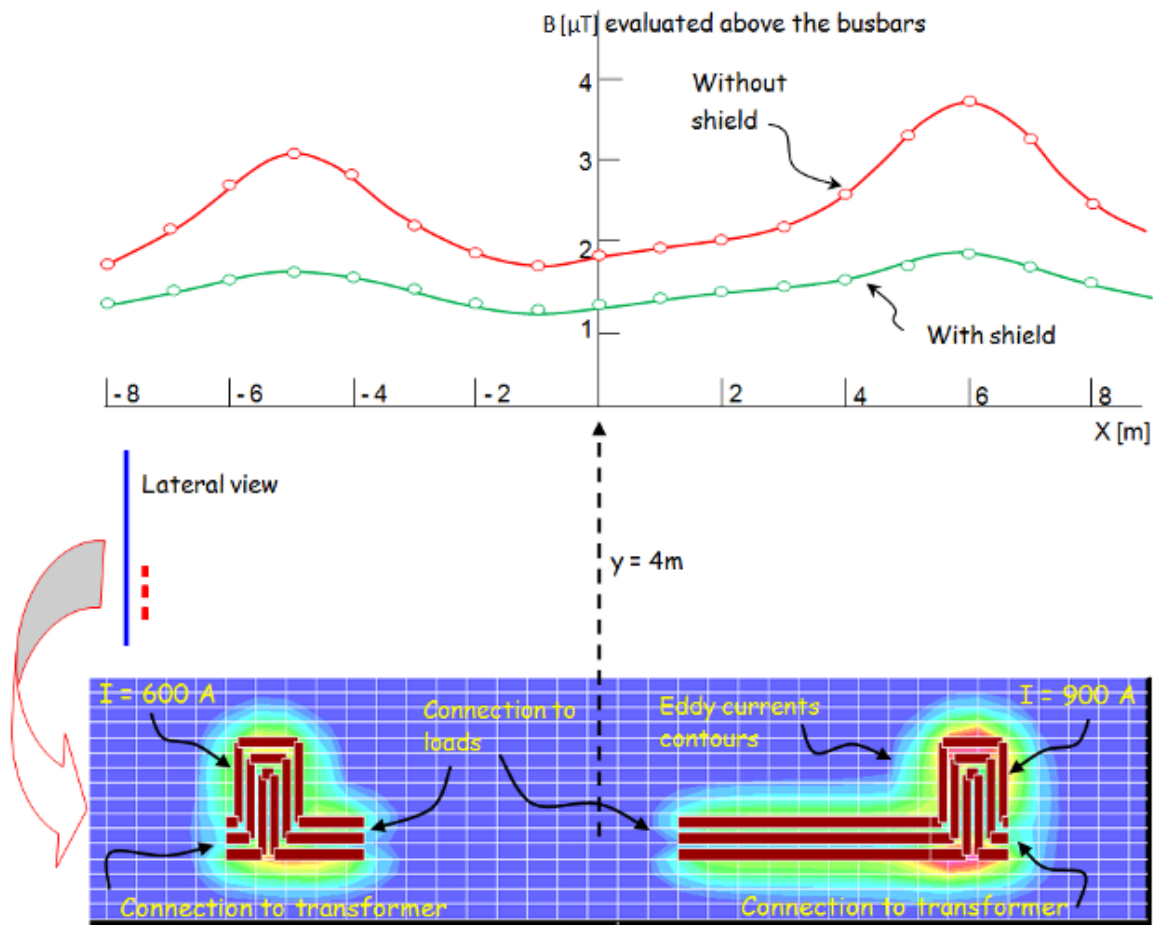 B [μT] evaluated above the busbars
4
Without
shield
3
2
1
With shield
- 8
- 6
- 4
- 2
2
4
6
8
X [m]
Lateral view
y = 4m
I = 600 A
Connection to
loads
Eddy currents
contours
I = 900 A
Connection to transformer
Connection to transformer